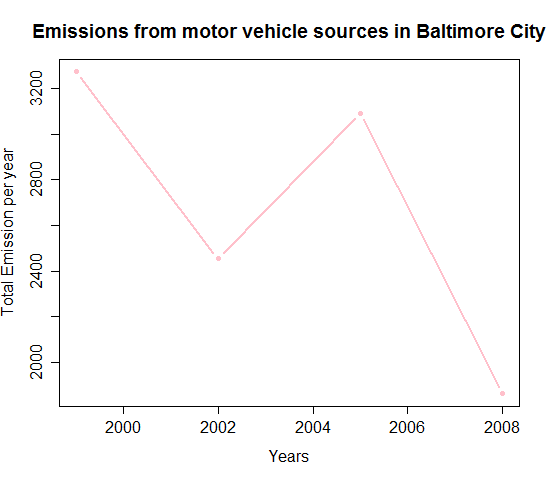 Emissions from motor vehicle sources in Baltimore City
Total Emission per year
3200
2800
2400
2000
2000 2002 2004 2006 2008
Years